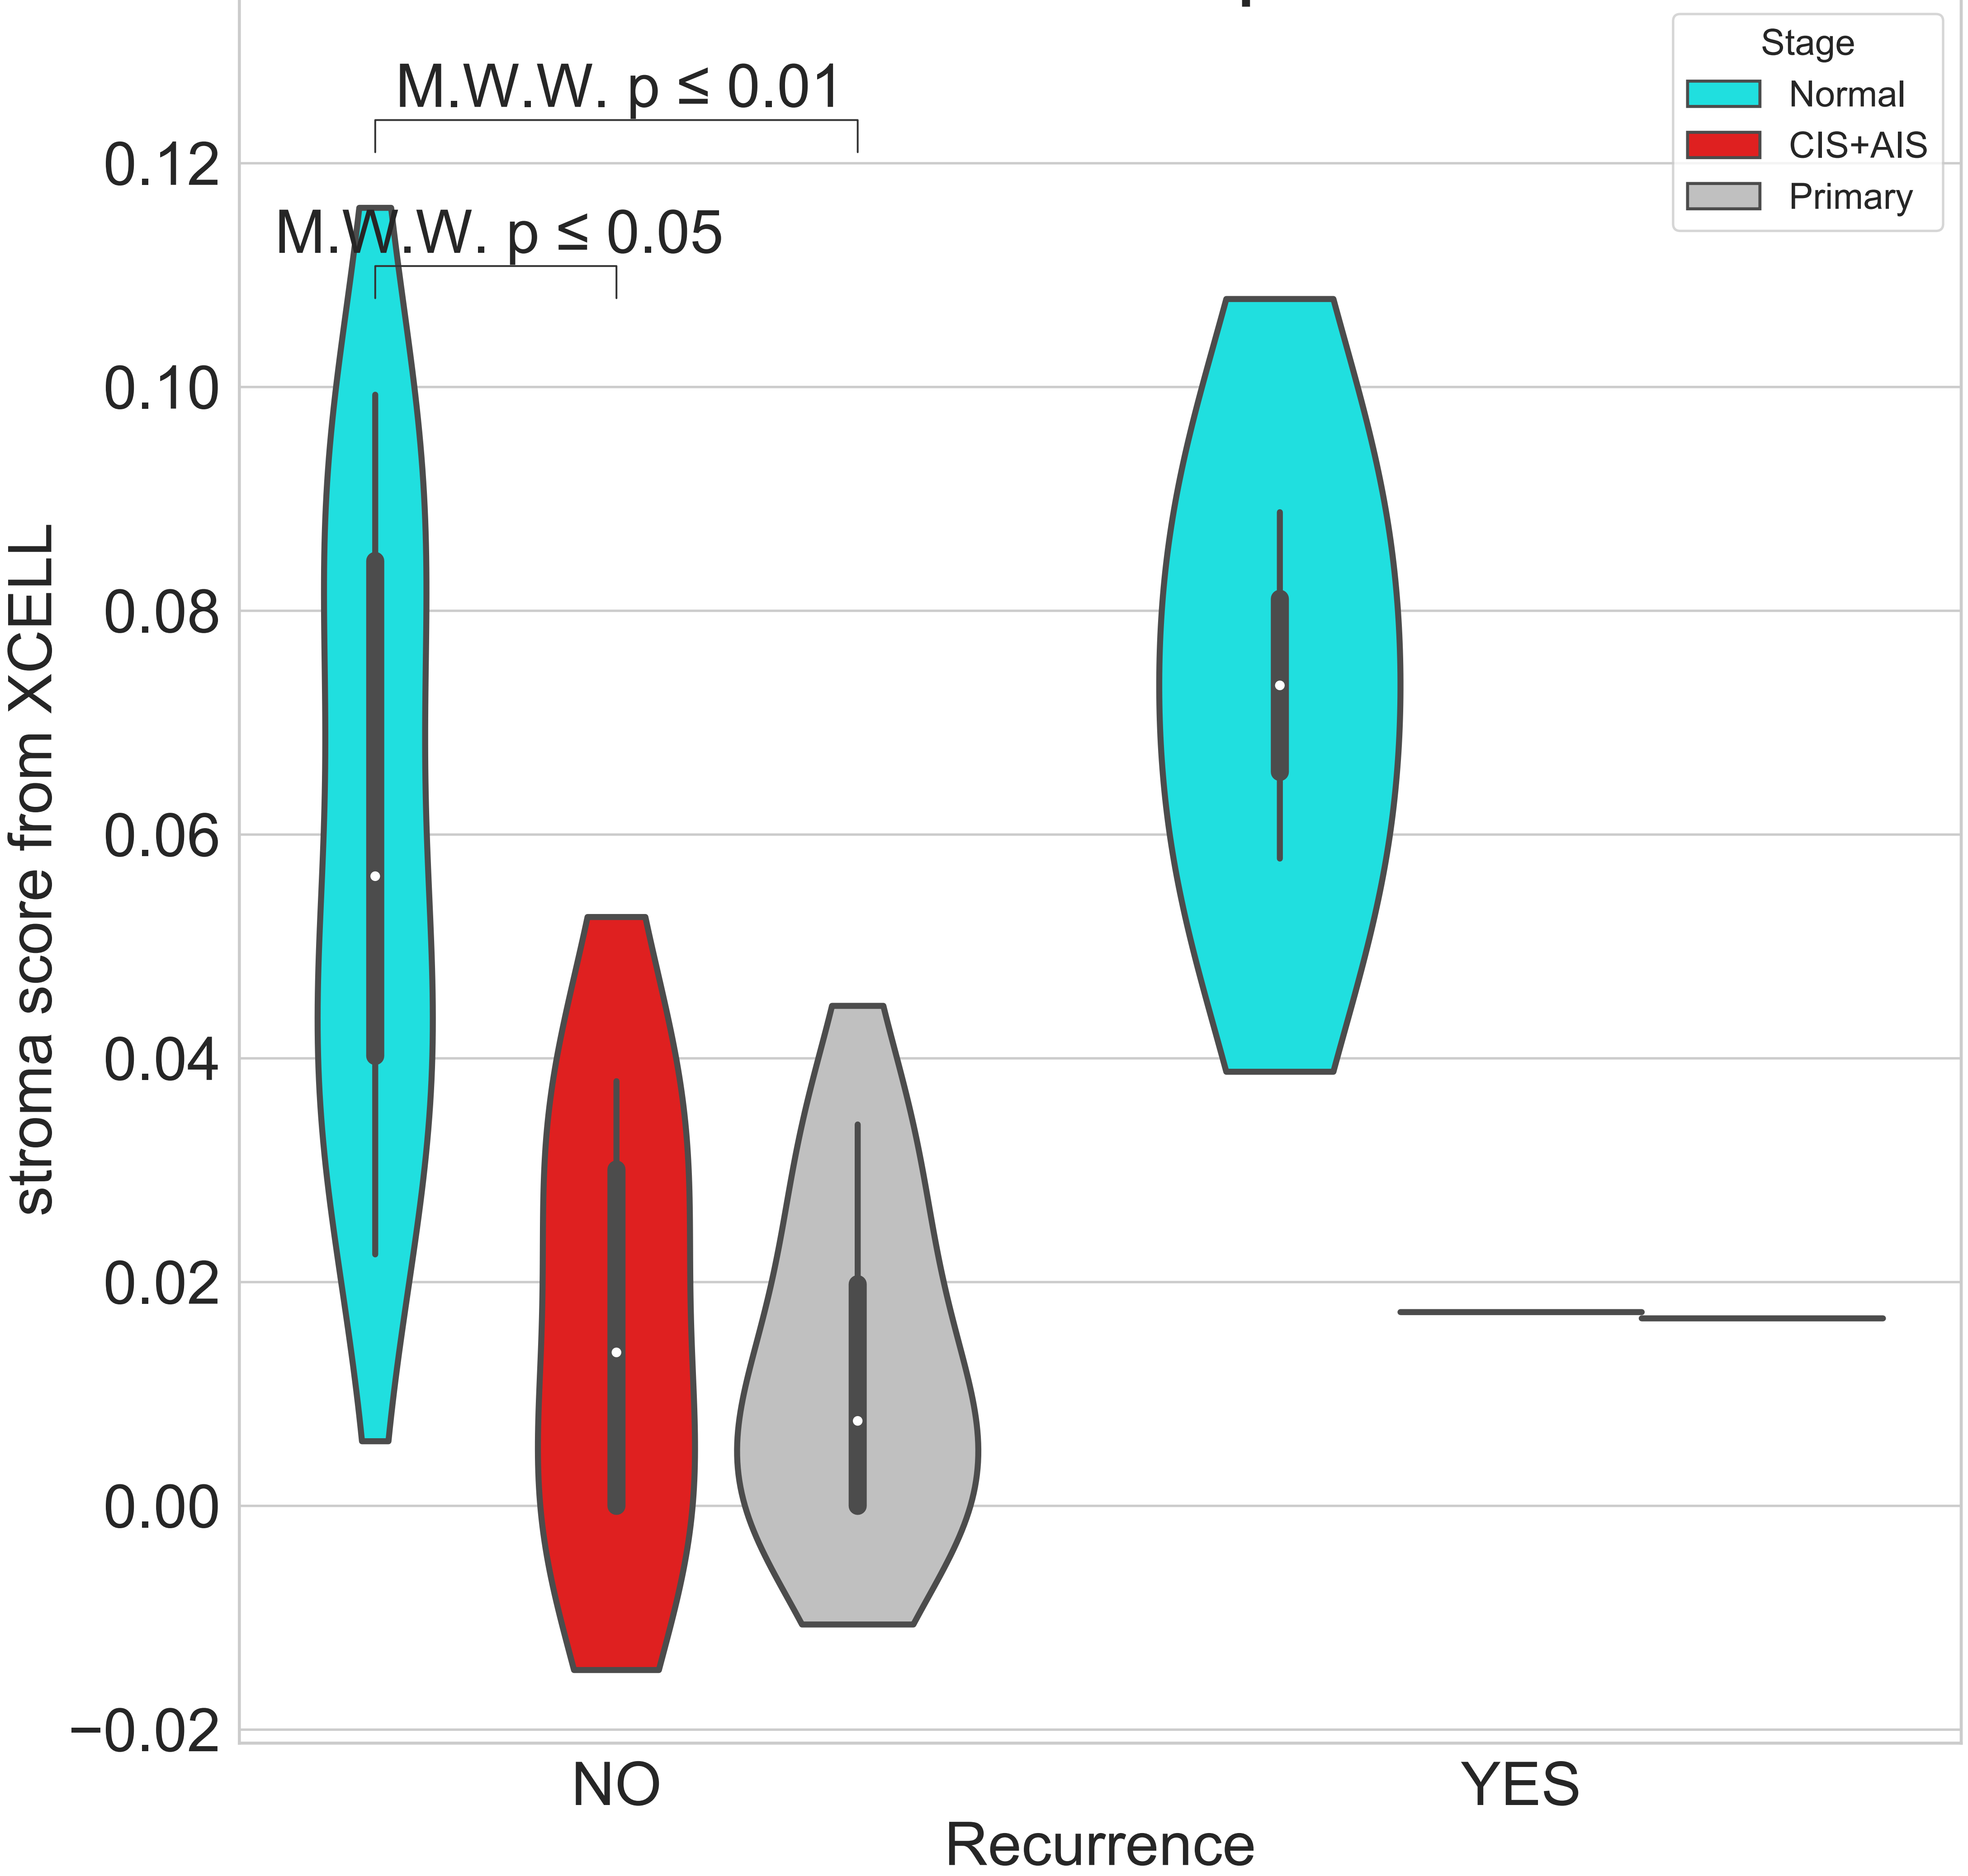 M.W.W. p ≤ 0.01
M.W.W. p ≤ 0.05
Stage
Normal
CIS+AIS
Primary
0.12
0.10
0.08
0.06
0.04
0.02
0.00
−0.02
stroma score from XCELL
NO
YES
Recurrence